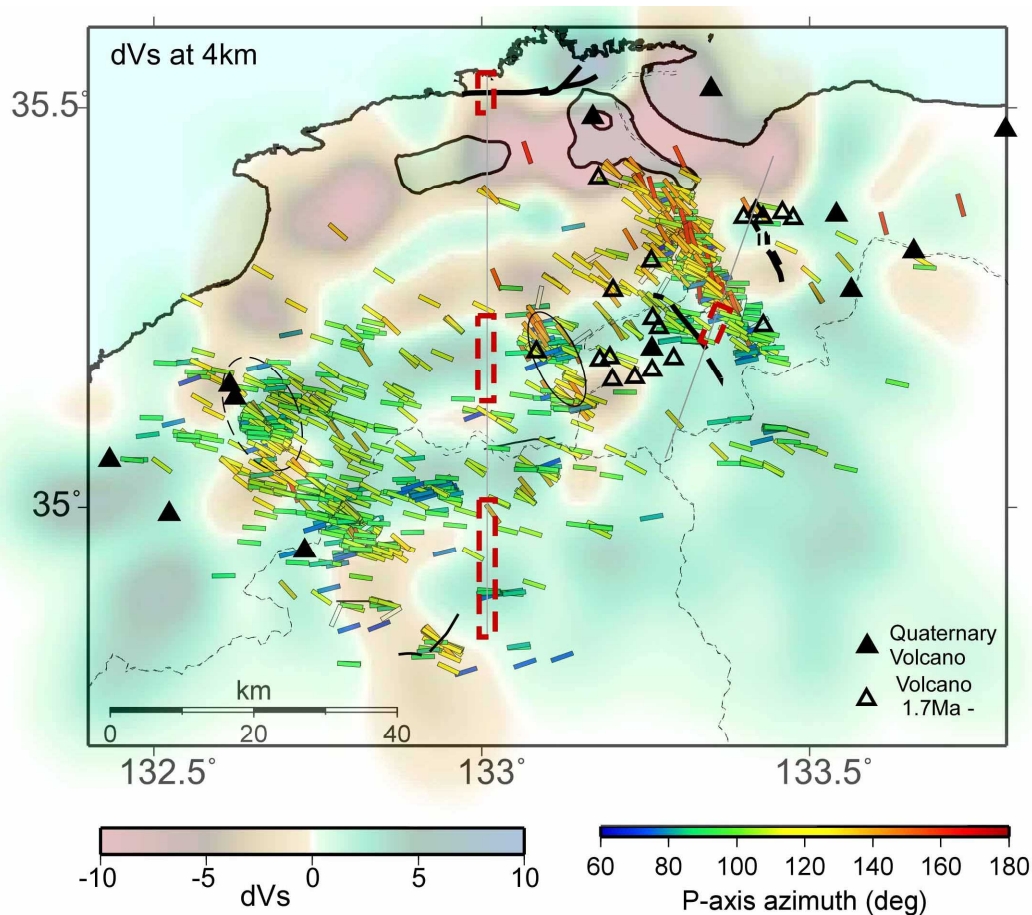 dVs at 4km
35.5°
35°
Quaternary
Volcano
Volcano
1.7Ma -
km
0 20 40
132.5° 133° 133.5°
-10 -5 0 5 10
dVs
60 80 100 120 140 160 180
P-axis azimuth (deg)